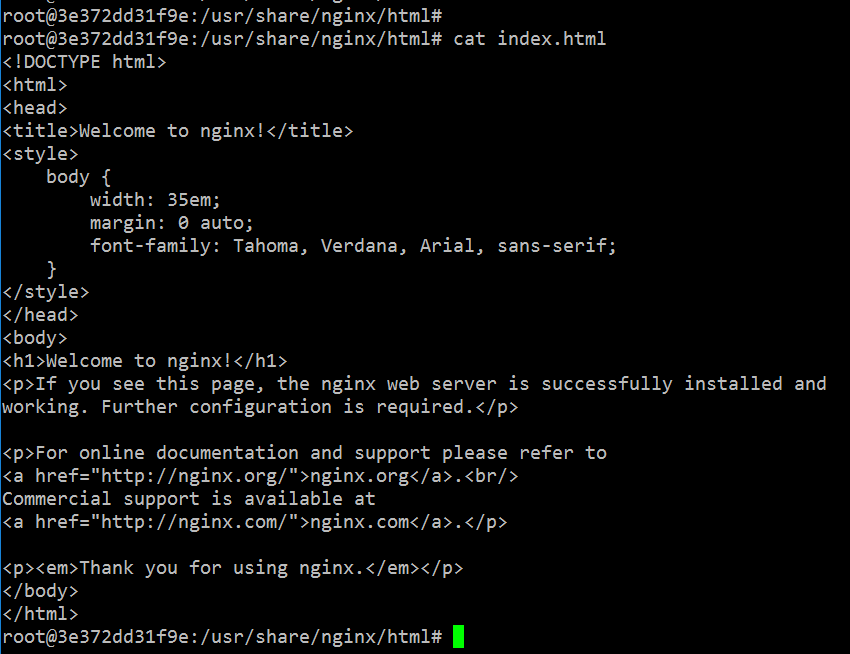 root@3e372dd31f9e:/usr/share/nginx/html#
root@3e372dd31f9e:/usr/share/nginx/html# cat index.html
<!DOCTYPE html>
<html>
<head>
<title>Welcome to nginx!</title>
<style>
    body {
        width: 35em;
        margin: 0 auto;
        font-family: Tahoma, Verdana, Arial, sans-serif;
    }
</style>
</head>
<body>
<h1>Welcome to nginx!</h1>
<p>If you see this page, the nginx web server is successfully installed and
working. Further configuration is required.</p>

<p>For online documentation and support please refer to
<a href="http://nginx.org/">nginx.org</a>.<br/>
Commercial support is available at
<a href="http://nginx.com/">nginx.com</a>.</p>

<p><em>Thank you for using nginx.</em></p>
</body>
</html>
root@3e372dd31f9e:/usr/share/nginx/html#